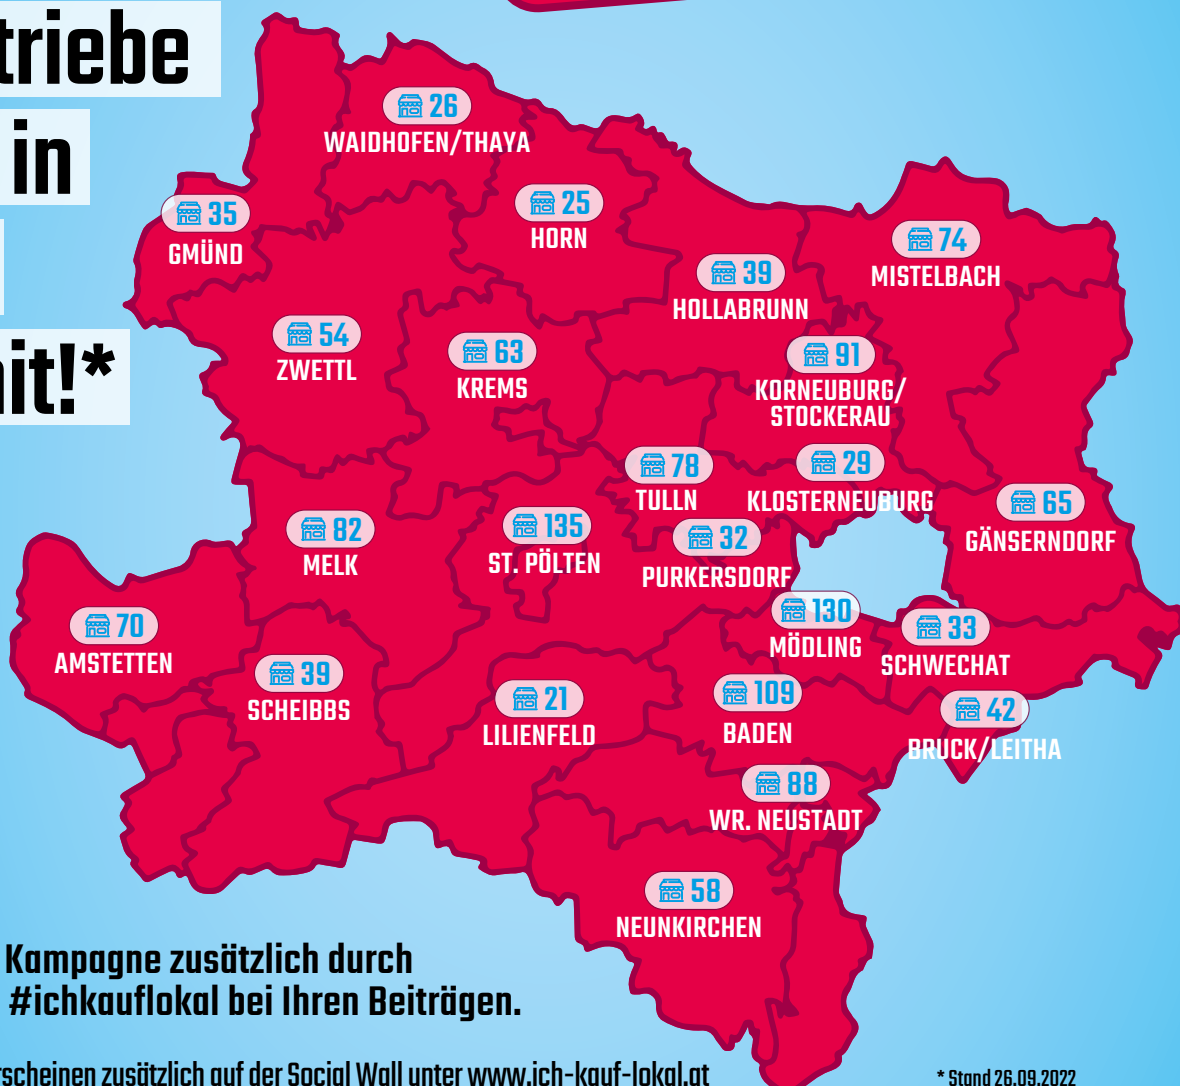 triebe
in
it!*
26
WAIDHOFEN/THAYA
35
GMÜND
25
HORN
74
MISTELBACH
39
HOLLABRUNN
54
ZWETTL
63
KREMS
91
KORNEUBURG/
STOCKERAU
78
TULLN
29
KLOSTERNEUBURG
65
GÄNSERNDORF
82
MELK
135
ST. PÖLTEN
32
PURKERSDORF
70
AMSTETTEN
130
MÖDLING
33
SCHWECHAT
39
SCHEIBBS
21
LILIENFELD
109
BADEN
42
BRUCK/LEITHA
88
WR. NEUSTADT
58
NEUNKIRCHEN
Kampagne zusätzlich durch
#ichkauflokal bei Ihren Beiträgen.
rscheinen zusätzlich auf der Social Wall unter www.ich-kauf-lokal.at
* Stand 26.09.2022